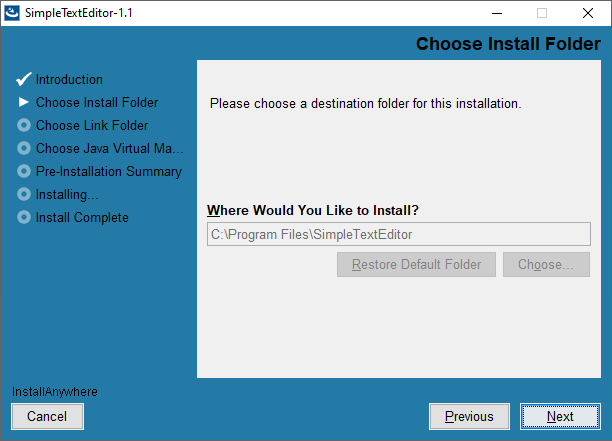 SimpleTextEditor-1.1
Choose Install Folder
Introduction
Choose Install Folder
Choose Link Folder
Choose Java Virtual Ma...
Pre-Installation Summary
Installing...
Install Complete
Please choose a destination folder for this installation.
Where Would You Like to Install?
C:\Program Files\SimpleTextEditor
Restore Default Folder Choose...
InstallAnywhere
Cancel Previous Next